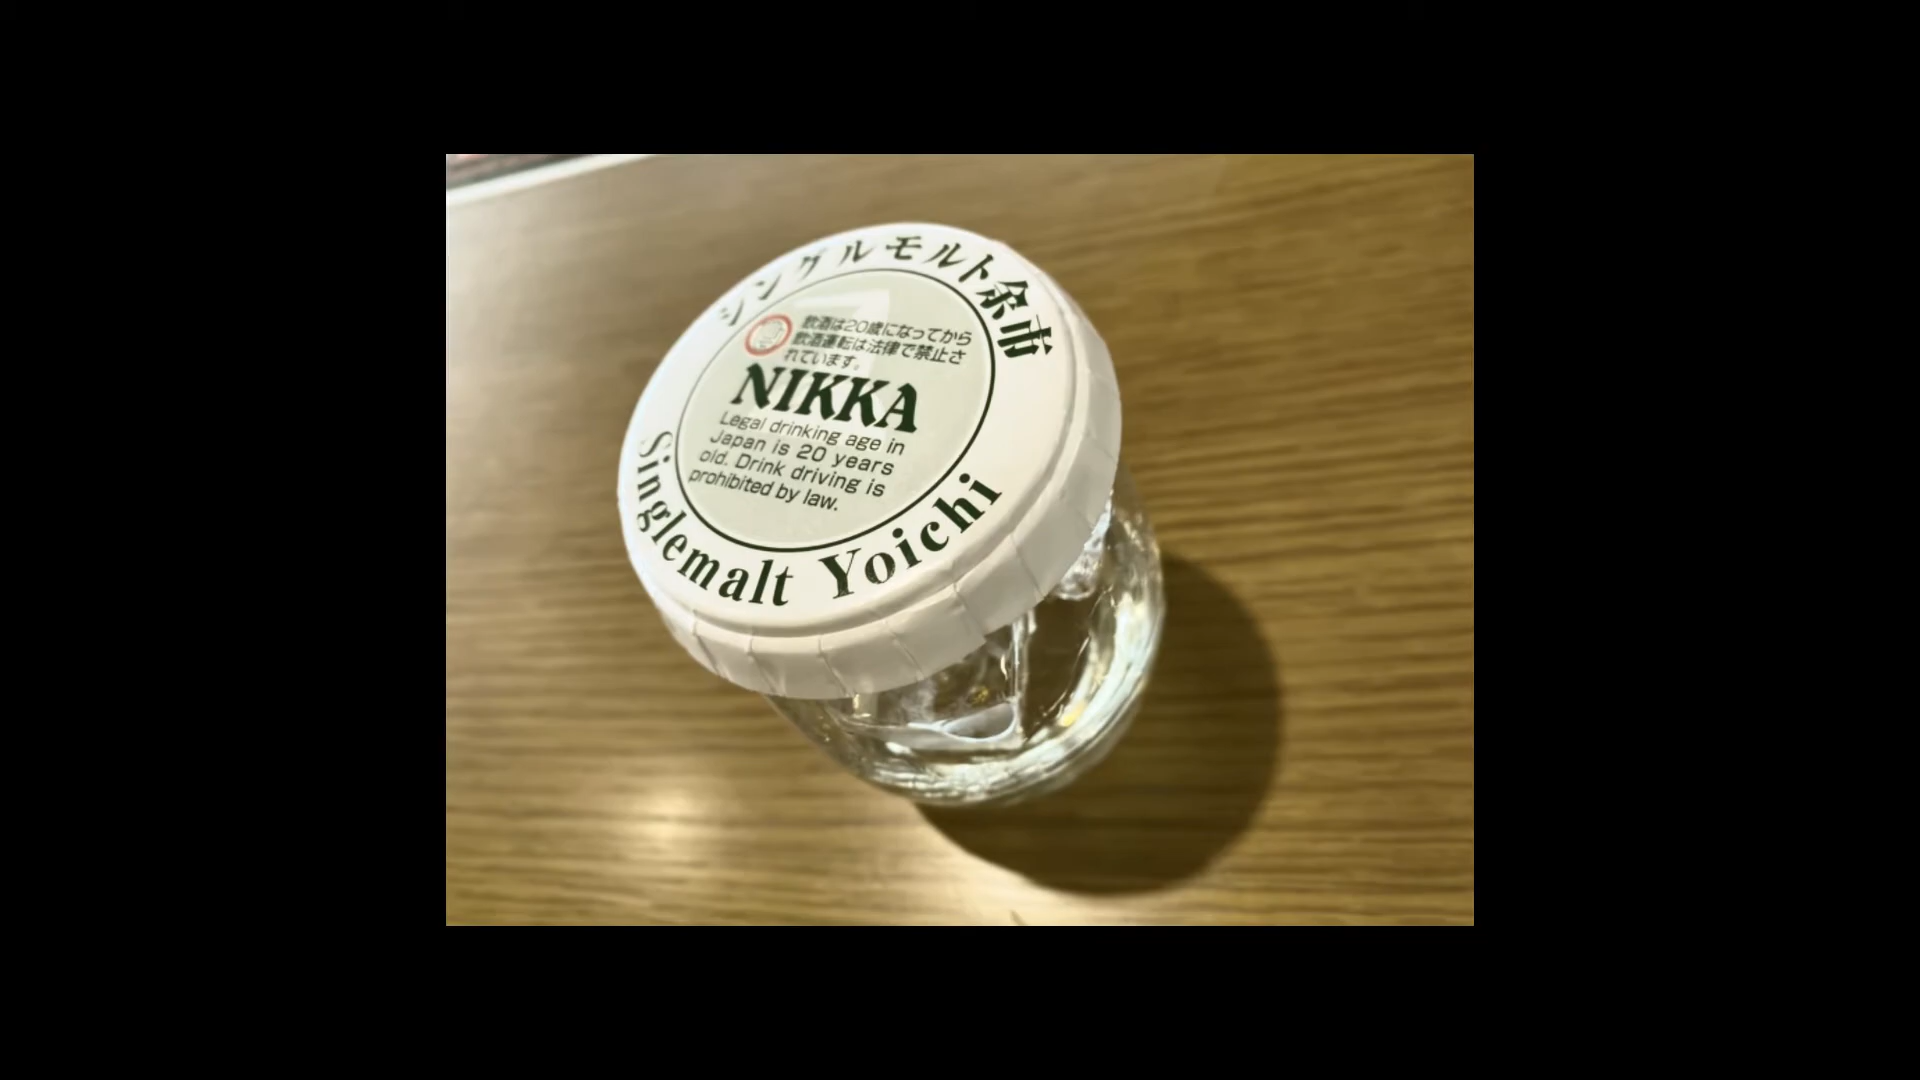 シングルモルト余市
飲酒は20歳になってから
飲酒運転は法律で禁止さ
れています。
NIKKA
Legal drinking age in
Japan is 20 years
old. Drink driving is
prohibited by law.
Singlemalt Yoichi